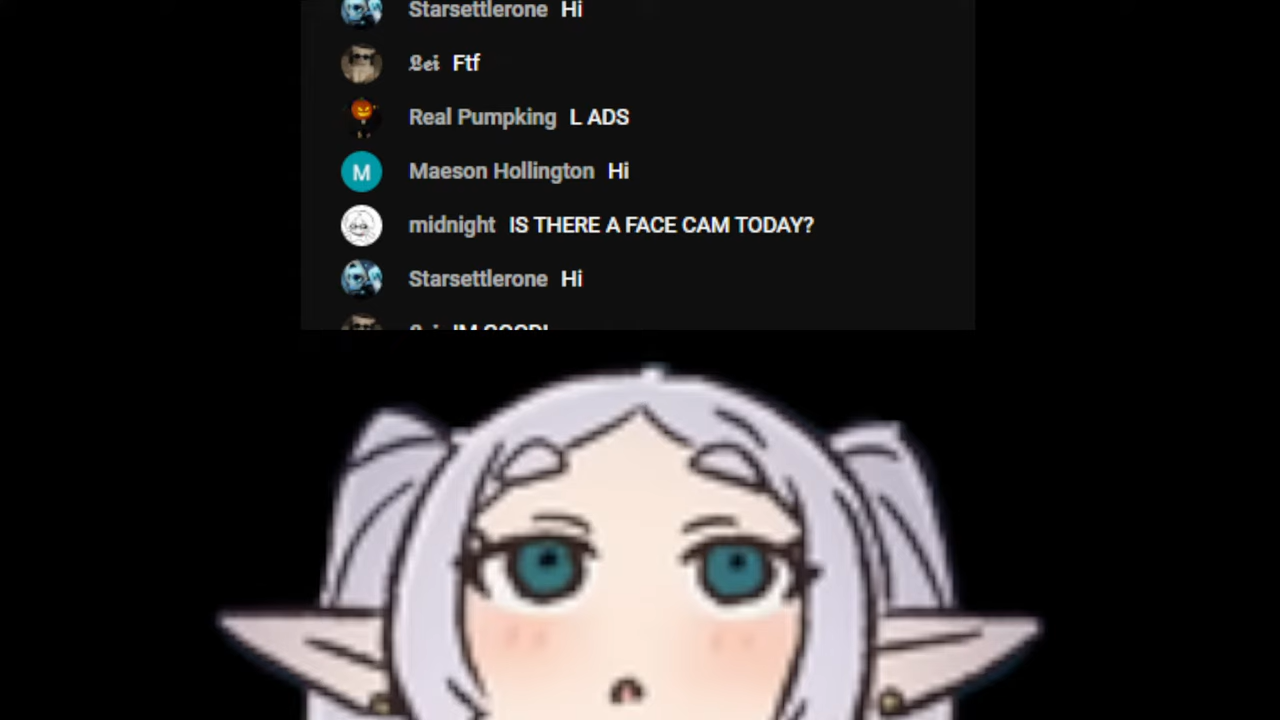 Starsettlerone Hi
𝕷𝖊𝖎 Ftf
Real Pumpking L ADS
M Maeson Hollington Hi
midnight IS THERE A FACE CAM TODAY?
Starsettlerone Hi